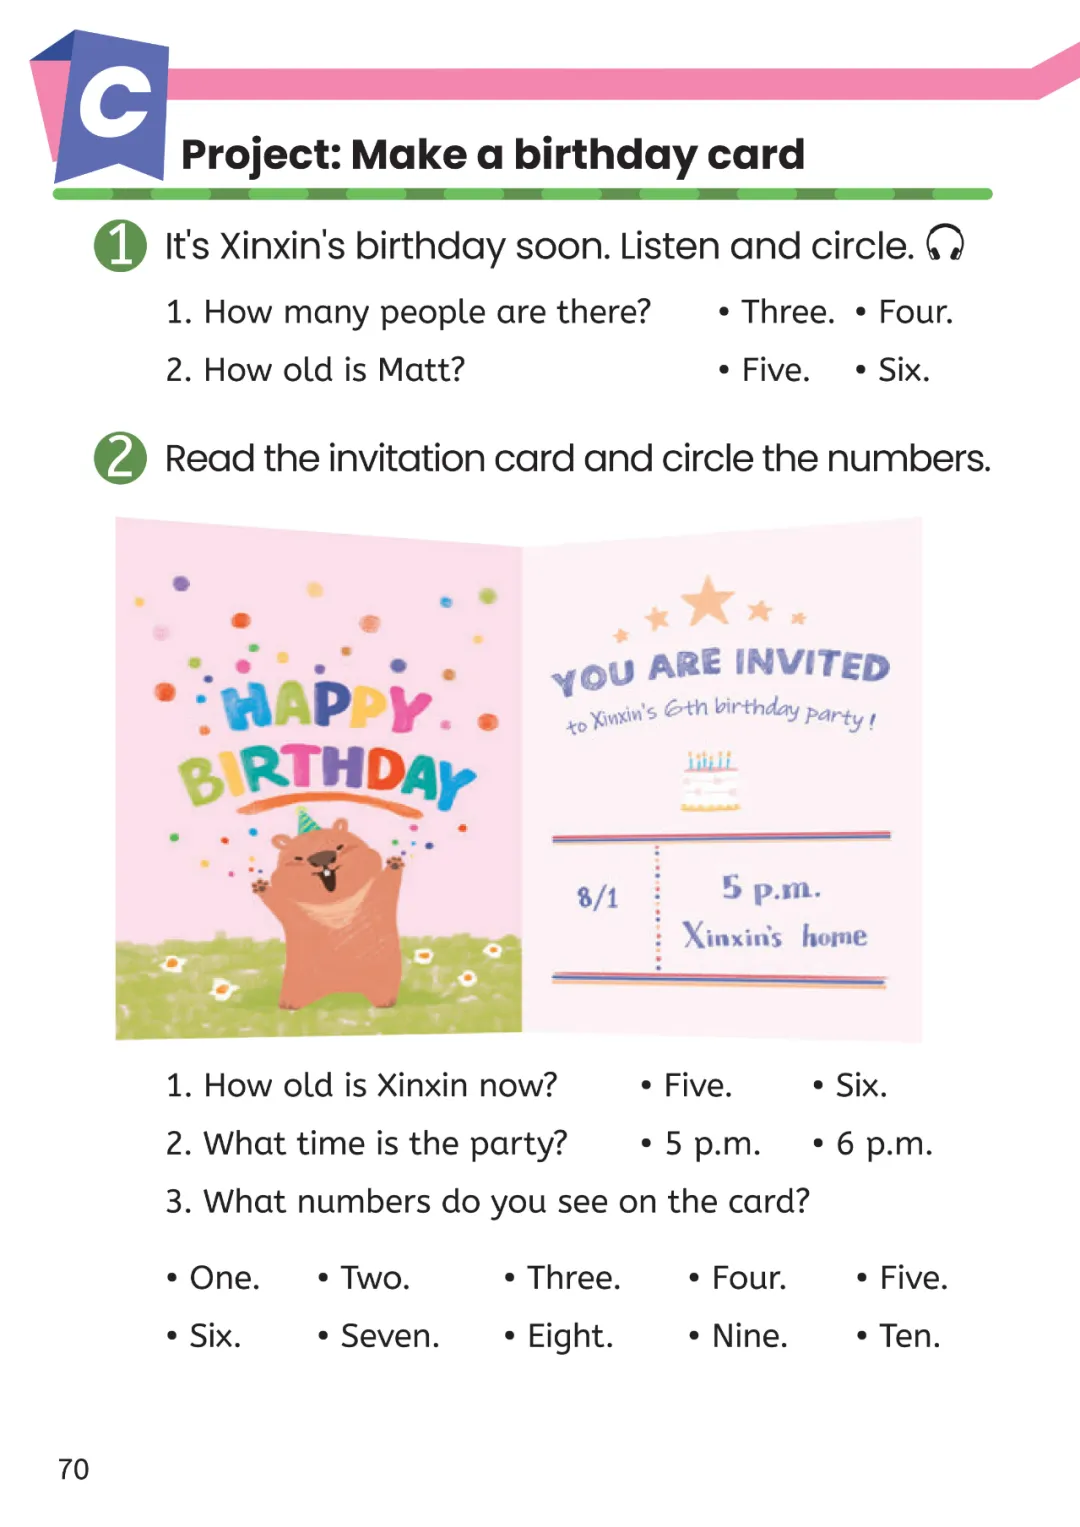 C
Project: Make a birthday card
1 It's Xinxin's birthday soon. Listen and circle.
1. How many people are there? • Three. • Four.
2. How old is Matt? • Five. • Six.
2 Read the invitation card and circle the numbers.
HAPPY
BIRTHDAY
YOU ARE INVITED
to Xinxin's 6th birthday party!
8/1
5 p.m.
Xinxin's home
1. How old is Xinxin now? • Five. • Six.
2. What time is the party? • 5 p.m. • 6 p.m.
3. What numbers do you see on the card?
• One. • Two. • Three. • Four. • Five.
• Six. • Seven. • Eight. • Nine. • Ten.
70